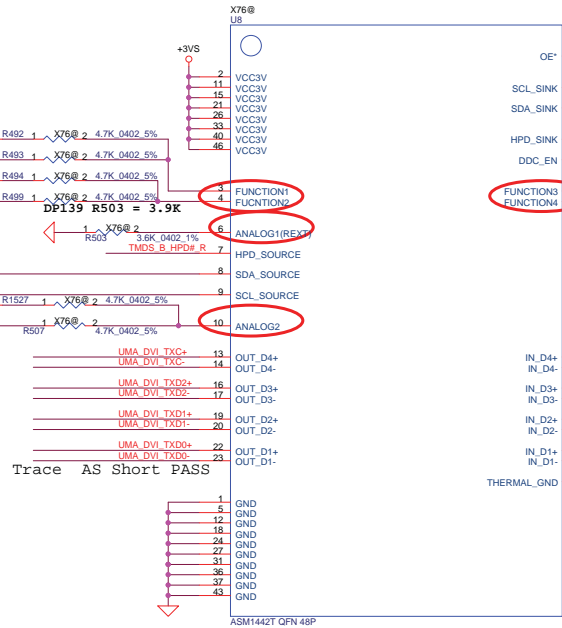 X76@
U8
+3VS
OE*
2 VCC3V
11 VCC3V SCL_SINK
15 VCC3V
21 VCC3V SDA_SINK
26 VCC3V
33 VCC3V
40 VCC3V HPD_SINK
46 VCC3V
DDC_EN
R492 1 X76@ 2 4.7K_0402_5%
R493 1 X76@ 2 4.7K_0402_5%
R494 1 X76@ 2 4.7K_0402_5%
3 FUNCTION1 FUNCTION3
R499 1 X76@ 2 4.7K_0402_5% 4 FUCNTION2 FUNCTION4
DP139 R503 = 3.9K
R503 1 X76@ 2 3.6K_0402_1% 6 ANALOG1(REXT)
TMDS_B_HPD#_R 7 HPD_SOURCE
8 SDA_SOURCE
9 SCL_SOURCE
R1527 1 X76@ 2 4.7K_0402_5%
R507 1 X76@ 2 4.7K_0402_5% 10 ANALOG2
UMA_DVI_TXC+ 13 OUT_D4+ IN_D4+
UMA_DVI_TXC- 14 OUT_D4- IN_D4-
UMA_DVI_TXD2+ 16 OUT_D3+ IN_D3+
UMA_DVI_TXD2- 17 OUT_D3- IN_D3-
UMA_DVI_TXD1+ 19 OUT_D2+ IN_D2+
UMA_DVI_TXD1- 20 OUT_D2- IN_D2-
UMA_DVI_TXD0+ 22 OUT_D1+ IN_D1+
UMA_DVI_TXD0- 23 OUT_D1- IN_D1-
Trace AS Short PASS
THERMAL_GND
1 GND
5 GND
12 GND
18 GND
24 GND
27 GND
31 GND
36 GND
37 GND
43 GND
ASM1442T QFN 48P